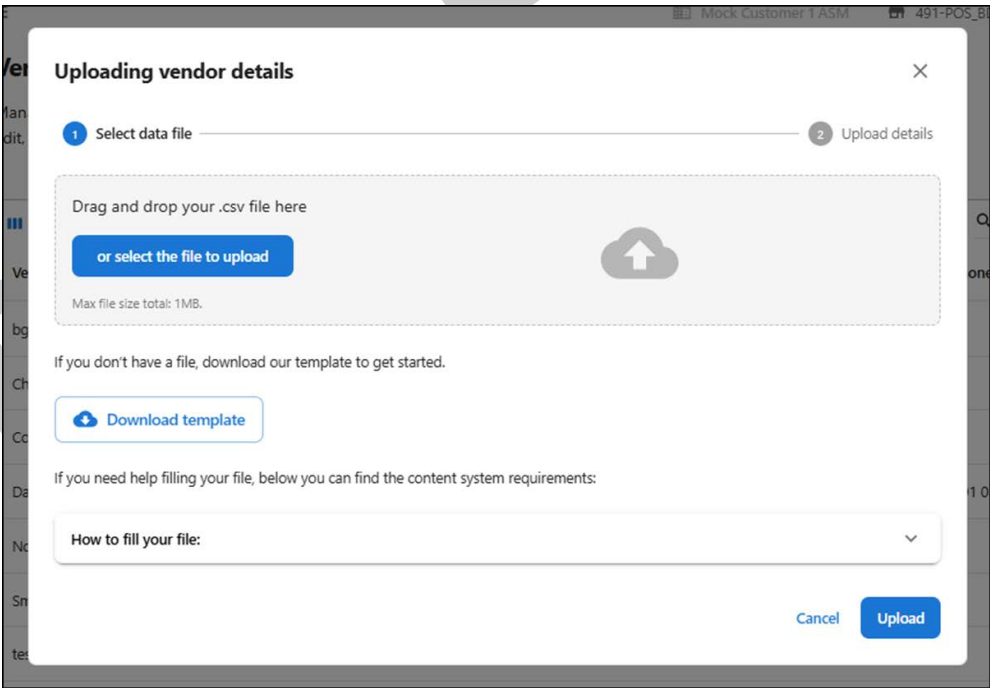 Mock Customer 1 ASM
Uploading vendor details
1 Select data file
2 Upload details
Drag and drop your .csv file here
or select the file to upload
Max file size total: 1MB.
If you don't have a file, download our template to get started.
Download template
If you need help filling your file, below you can find the content system requirements:
How to fill your file:
Cancel
Upload